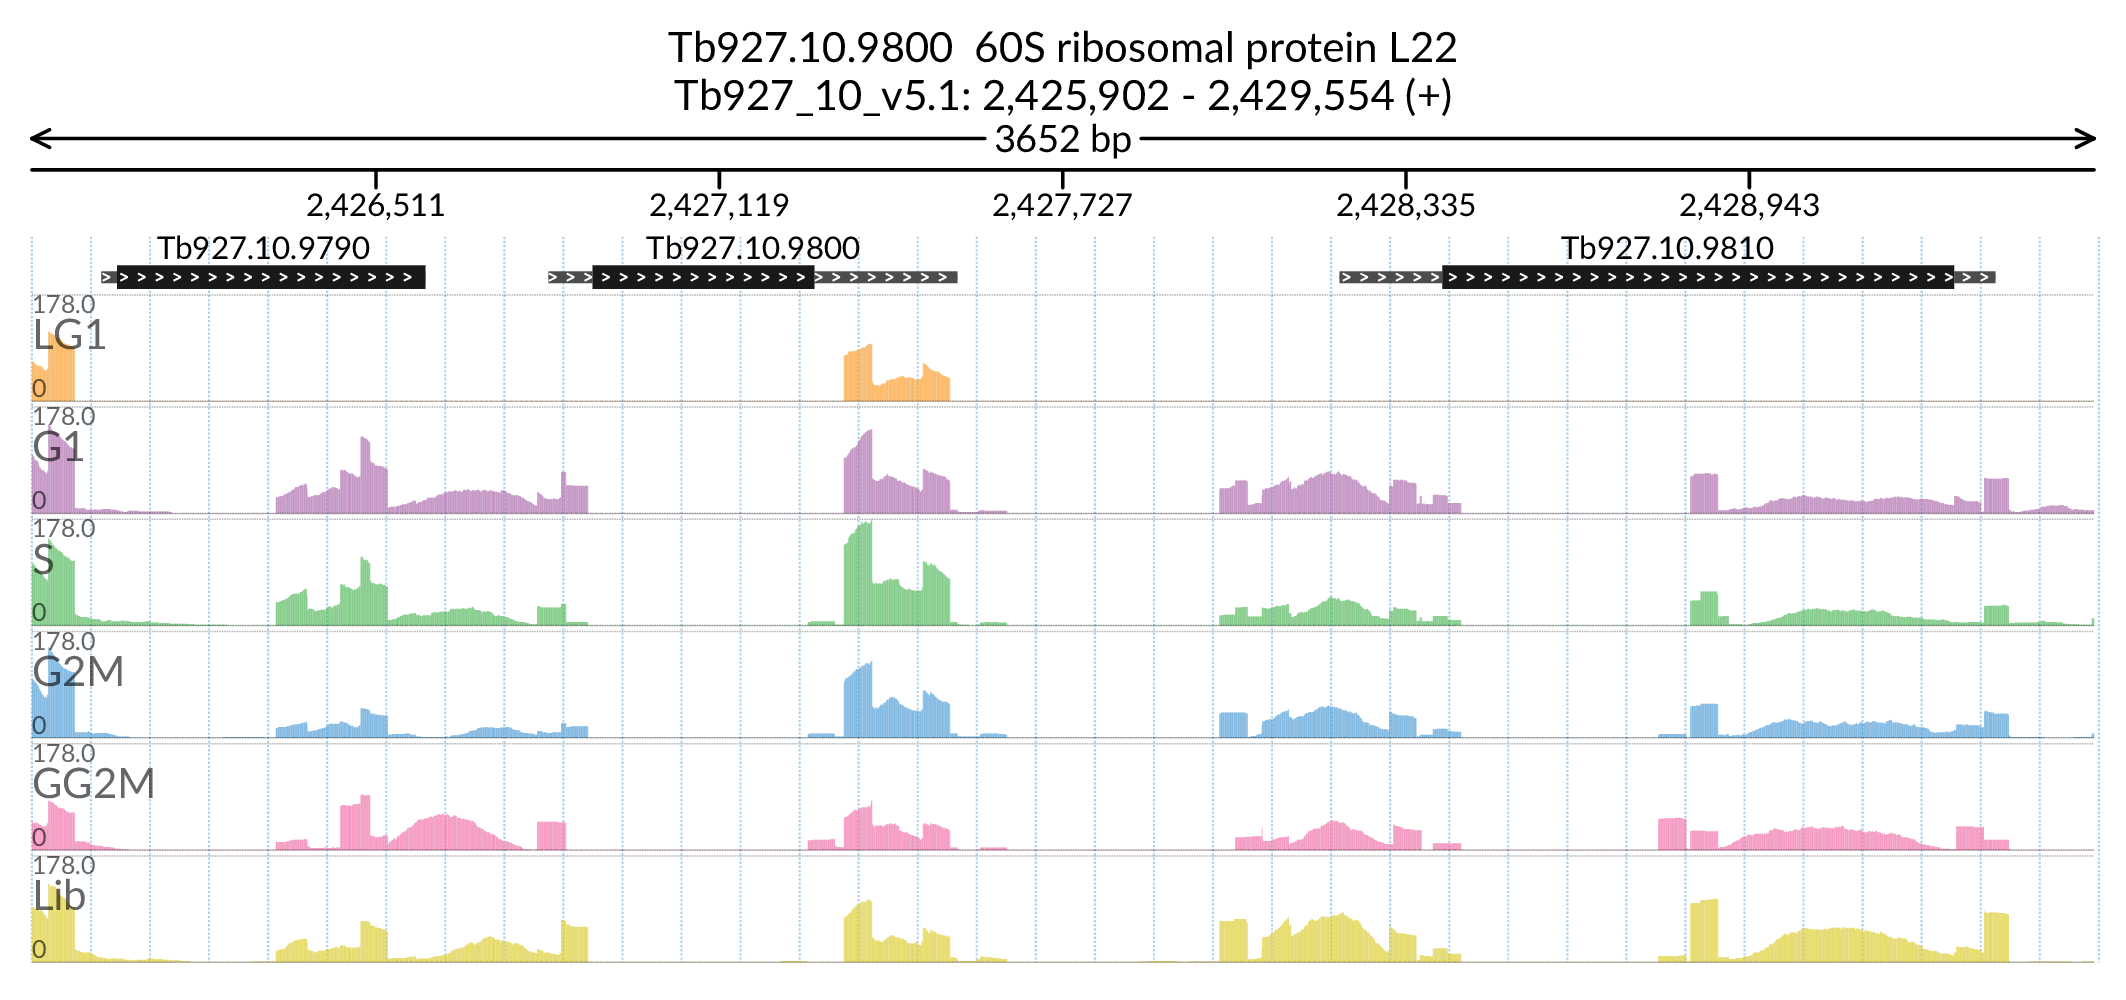 Tb927.10.9800  60S ribosomal protein L22
Tb927_10_v5.1: 2,425,902 - 2,429,554 (+)
3652 bp
2,426,511 2,427,119 2,427,727 2,428,335 2,428,943
Tb927.10.9790 Tb927.10.9800 Tb927.10.9810
178.0
LG1
0
178.0
G1
0
178.0
S
0
178.0
G2M
0
178.0
GG2M
0
178.0
Lib
0